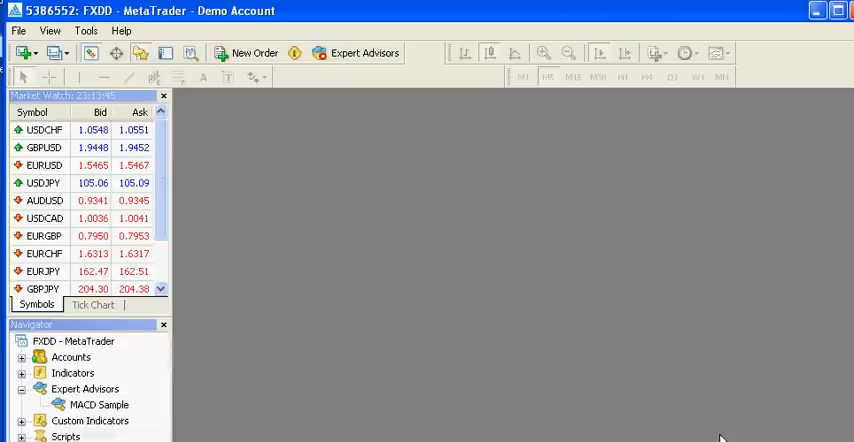 5386552: FXDD - MetaTrader - Demo Account
File View Tools Help
New Order Expert Advisors
A T M1 M5 M15 M30 H1 H4 D1 W1 MN
Market Watch: 23:13:45
Symbol Bid Ask
USDCHF 1.0548 1.0551
GBPUSD 1.9448 1.9452
EURUSD 1.5465 1.5467
USDJPY 105.06 105.09
AUDUSD 0.9341 0.9345
USDCAD 1.0036 1.0041
EURGBP 0.7950 0.7953
EURCHF 1.6313 1.6317
EURJPY 162.47 162.51
GBPJPY 204.30 204.38
Symbols Tick Chart
Navigator
FXDD - MetaTrader
Accounts
Indicators
Expert Advisors
MACD Sample
Custom Indicators
Scripts